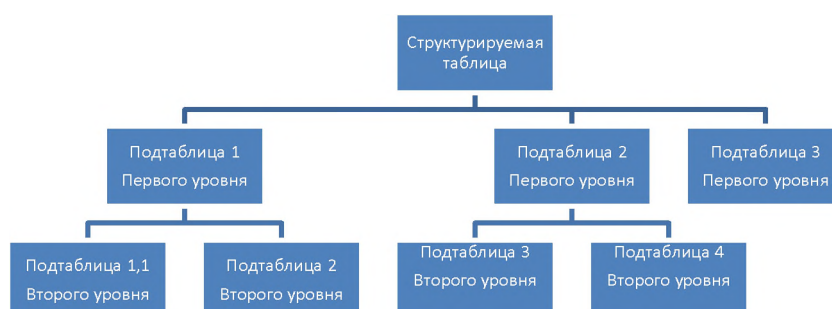 Структурируемая
таблица
Подтаблица 1
Первого уровня
Подтаблица 2
Первого уровня
Подтаблица 3
Первого уровня
Подтаблица 1,1
Второго уровня
Подтаблица 2
Второго уровня
Подтаблица 3
Второго уровня
Подтаблица 4
Второго уровня